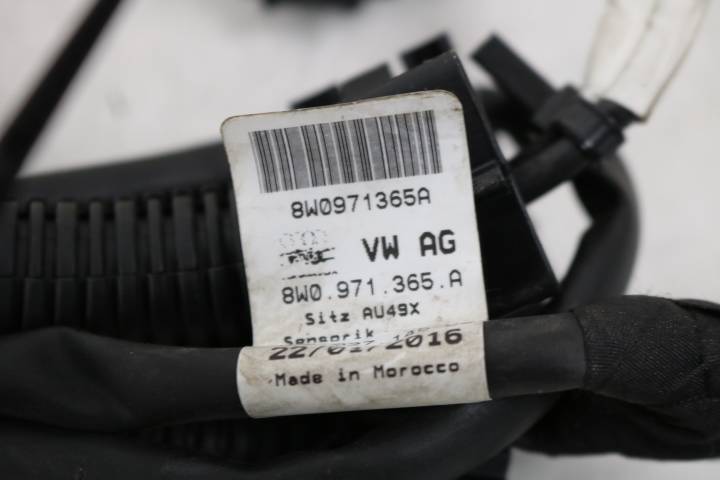 8W0971365A
VW AG
8W0.971.365.A
Sitz AU49X
Sensorik
22/01/2016
Made in Morocco